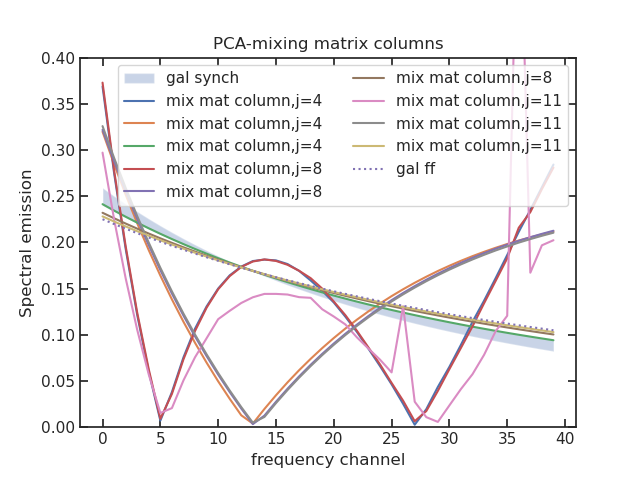 PCA-mixing matrix columns
gal synch
mix mat column,j=4
mix mat column,j=4
mix mat column,j=4
mix mat column,j=8
mix mat column,j=8
mix mat column,j=8
mix mat column,j=11
mix mat column,j=11
mix mat column,j=11
gal ff
Spectral emission
0.40
0.35
0.30
0.25
0.20
0.15
0.10
0.05
0.00
0 5 10 15 20 25 30 35 40
frequency channel